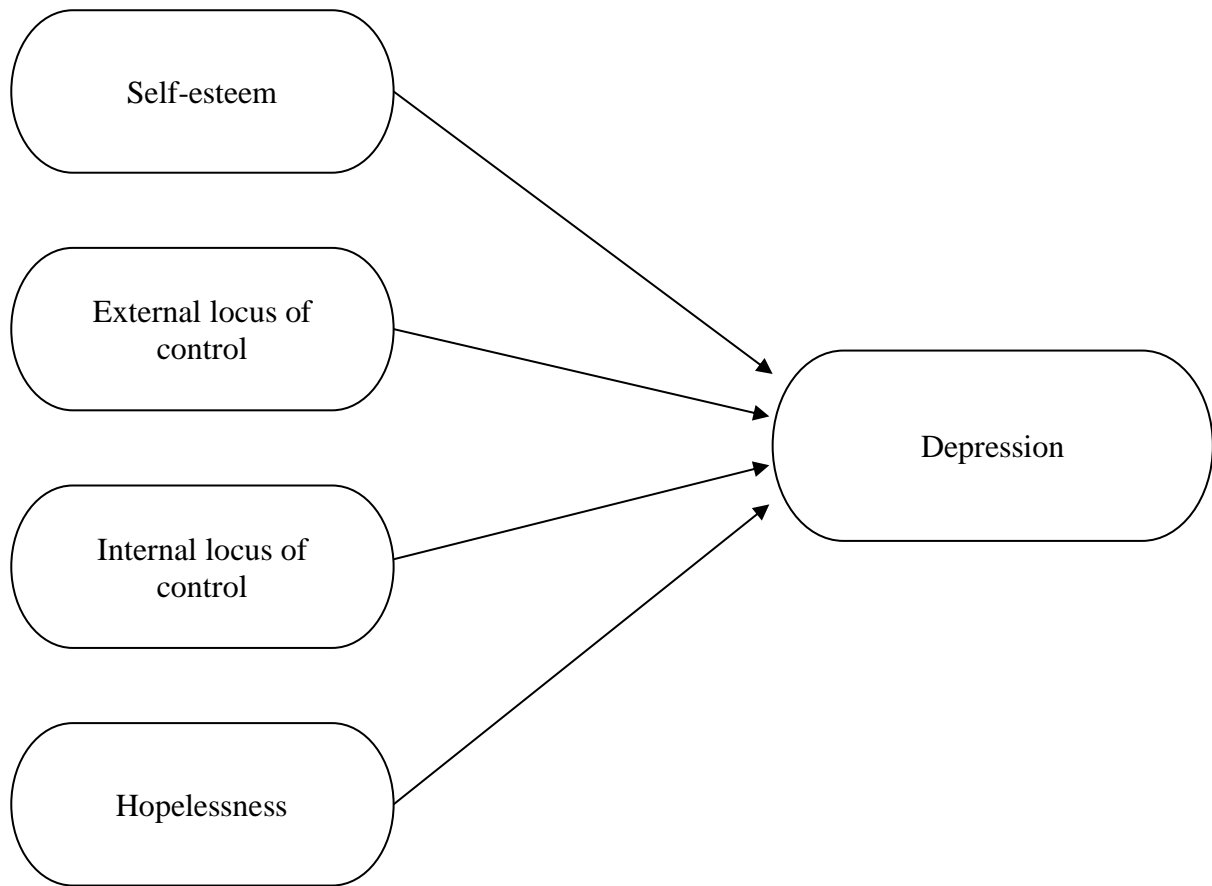 Self-esteem
External locus of
control
Depression
Internal locus of
control
Hopelessness